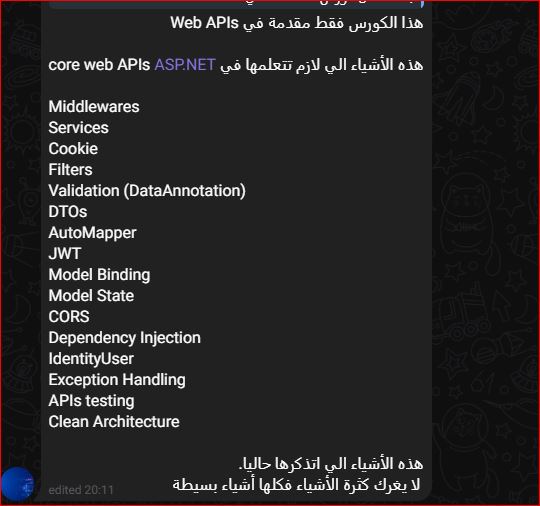 هذا الكورس فقط مقدمة في Web APIs
هذه الأشياء الي لازم تتعلمها في ASP.NET core web APIs
Middlewares
Services
Cookie
Filters
Validation (DataAnnotation)
DTOs
AutoMapper
JWT
Model Binding
Model State
CORS
Dependency Injection
IdentityUser
Exception Handling
APIs testing
Clean Architecture
هذه الأشياء الي اتذكرها حاليا.
لا يغرك كثرة الأشياء فكلها أشياء بسيطة
edited 20:11